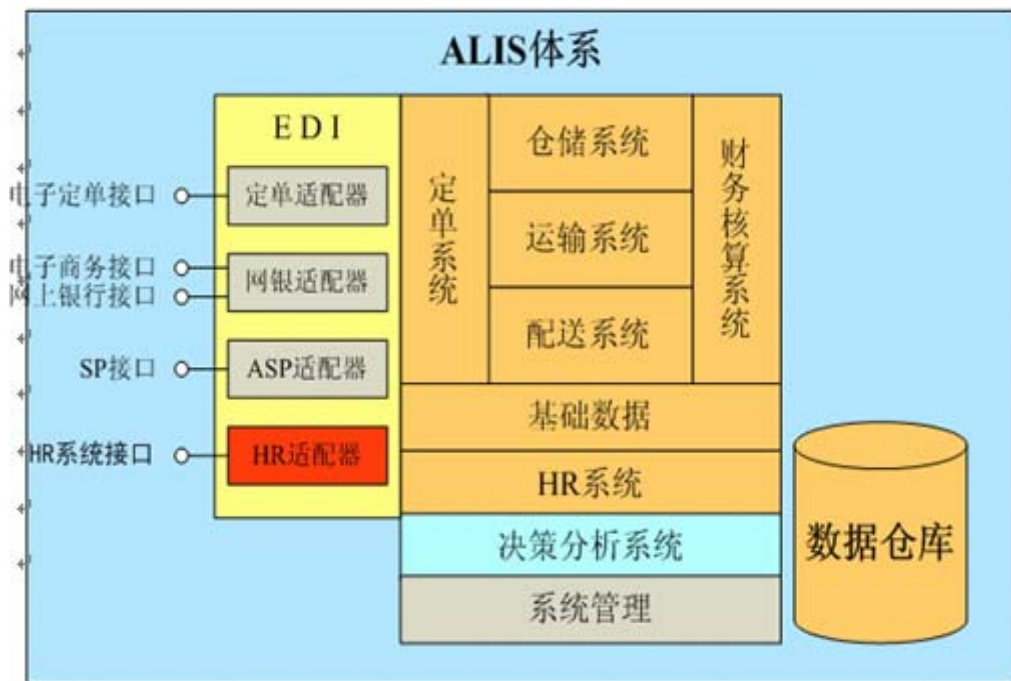 ALIS体系
EDI
定单适配器
网银适配器
ASP适配器
HR适配器
电子定单接口
电子商务接口
网上银行接口
SP接口
HR系统接口
定单系统
仓储系统
运输系统
配送系统
财务核算系统
基础数据
HR系统
决策分析系统
系统管理
数据仓库